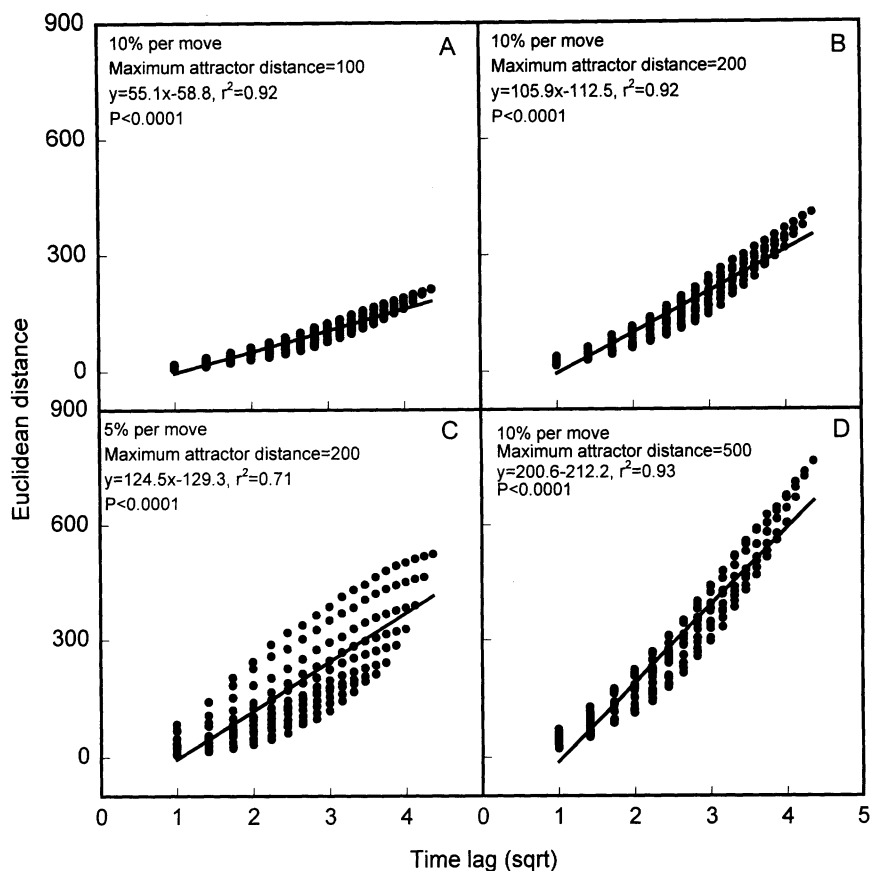 900
10% per move
A
Maximum attractor distance=100
y=55.1x-58.8, r²=0.92
P<0.0001
10% per move
B
Maximum attractor distance=200
y=105.9x-112.5, r²=0.92
P<0.0001
600
300
0
900
5% per move
C
Maximum attractor distance=200
y=124.5x-129.3, r²=0.71
P<0.0001
10% per move
D
Maximum attractor distance=500
y=200.6-212.2, r²=0.93
P<0.0001
600
300
0
Euclidean distance
0 1 2 3 4 0 1 2 3 4 5
Time lag (sqrt)